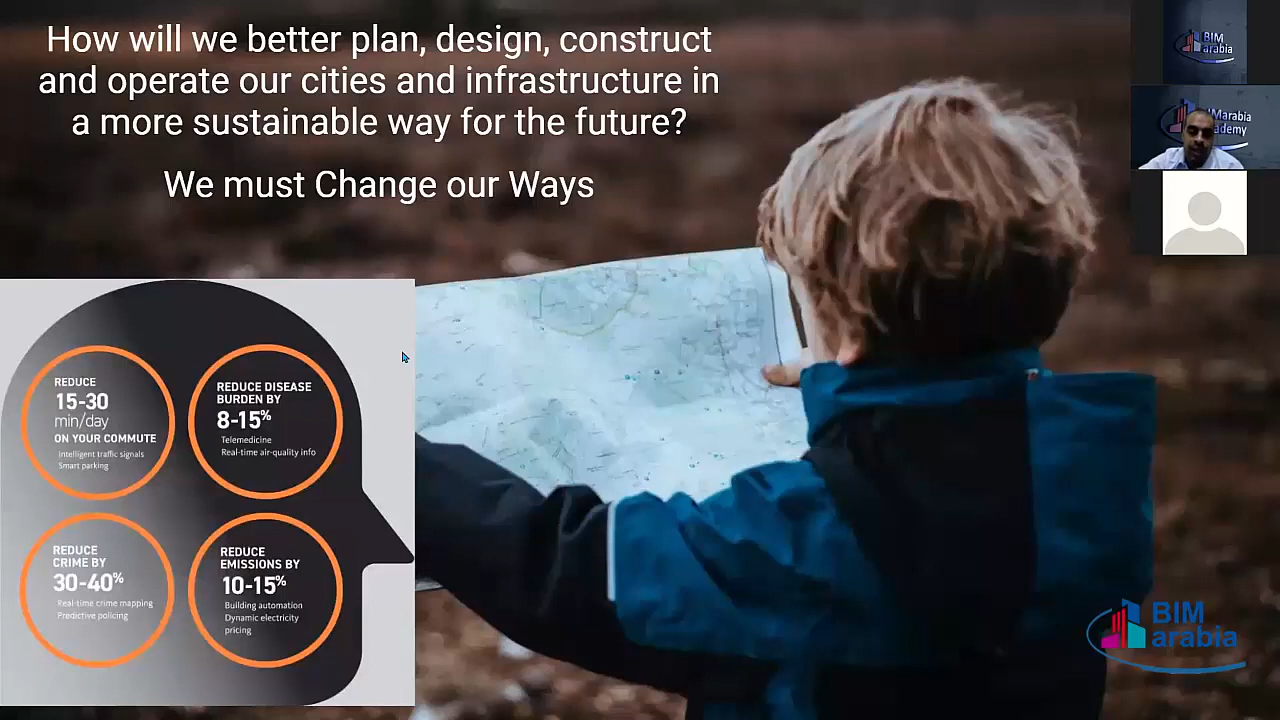 How will we better plan, design, construct
and operate our cities and infrastructure in
a more sustainable way for the future?
We must Change our Ways
REDUCE
15-30
min/day
ON YOUR COMMUTE
Intelligent traffic signals
Smart parking
REDUCE DISEASE
BURDEN BY
8-15%
Telemedicine
Real-time air-quality info
REDUCE
CRIME BY
30-40%
Real-time crime mapping
Predictive policing
REDUCE
EMISSIONS BY
10-15%
Building automation
Dynamic electricity
pricing
BIM
arabia
BIM
arabia